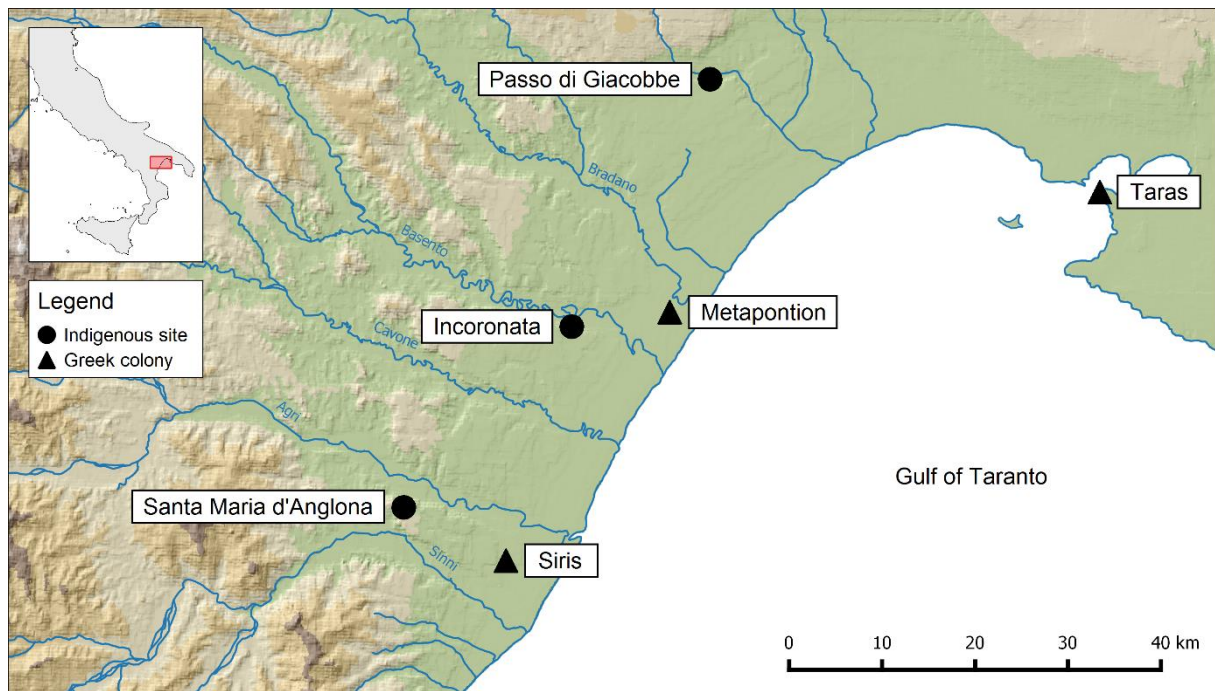 Passo di Giacobbe
Bradano
Taras
Basento
Legend
Indigenous site
Greek colony
Incoronata
Metapontion
Cavone
Agri
Gulf of Taranto
Santa Maria d'Anglona
Sinni
Siris
0 10 20 30 40 km